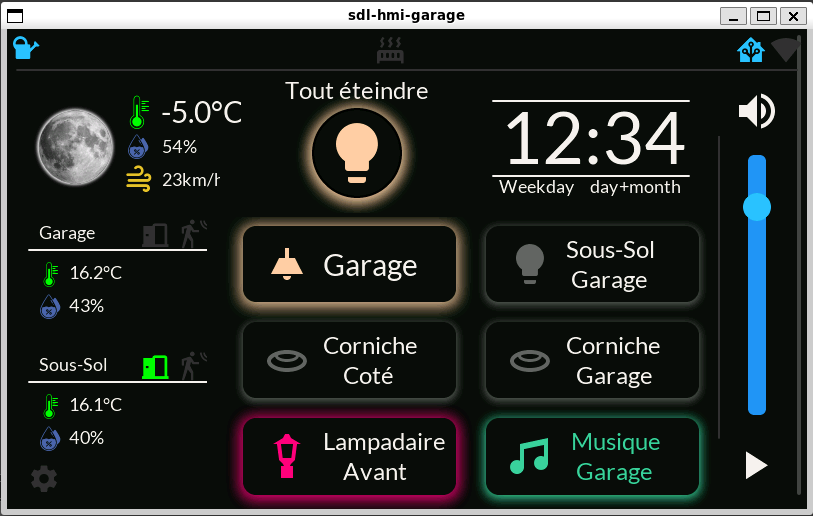 sdl-hmi-garage
Tout éteindre
-5.0°C
54%
23km/h
12:34
Weekday day+month
Garage
16.2°C
43%
Sous-Sol
16.1°C
40%
Garage
Sous-Sol
Garage
Corniche
Coté
Corniche
Garage
Lampadaire
Avant
Musique
Garage